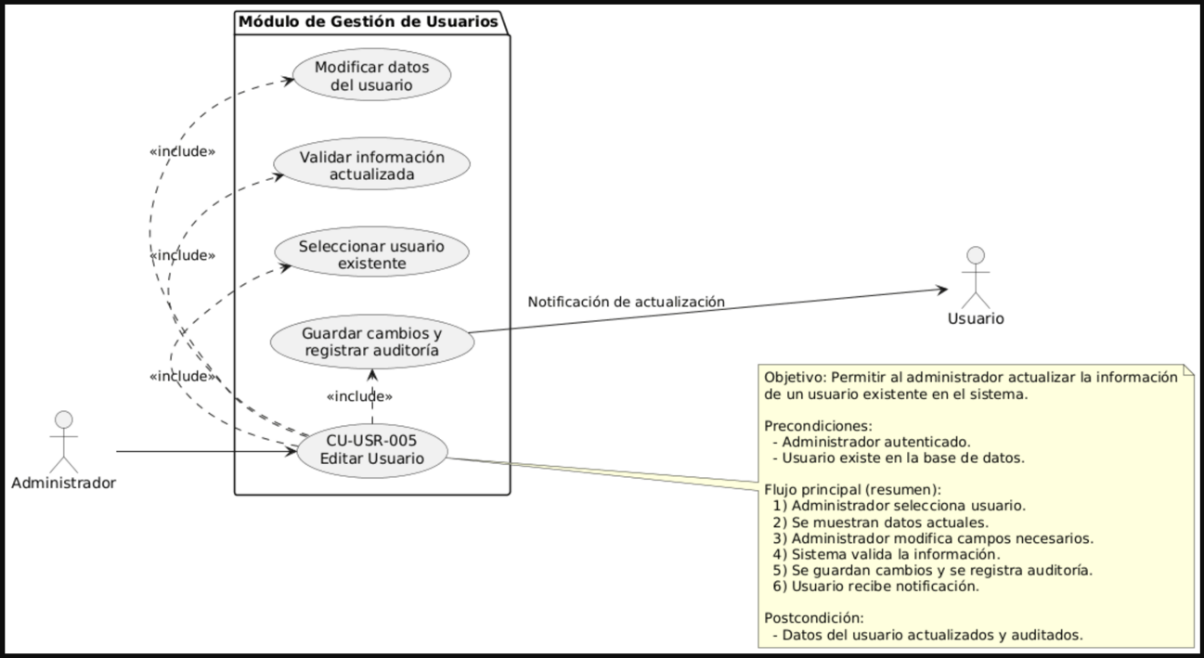 Módulo de Gestión de Usuarios
Modificar datos
del usuario
«include»
Validar información
actualizada
«include»
Seleccionar usuario
existente
Notificación de actualización
Usuario
Guardar cambios y
registrar auditoría
«include»
«include»
CU-USR-005
Editar Usuario
Administrador
Objetivo: Permitir al administrador actualizar la información
de un usuario existente en el sistema.
Precondiciones:
- Administrador autenticado.
- Usuario existe en la base de datos.
Flujo principal (resumen):
1) Administrador selecciona usuario.
2) Se muestran datos actuales.
3) Administrador modifica campos necesarios.
4) Sistema valida la información.
5) Se guardan cambios y se registra auditoría.
6) Usuario recibe notificación.
Postcondición:
- Datos del usuario actualizados y auditados.